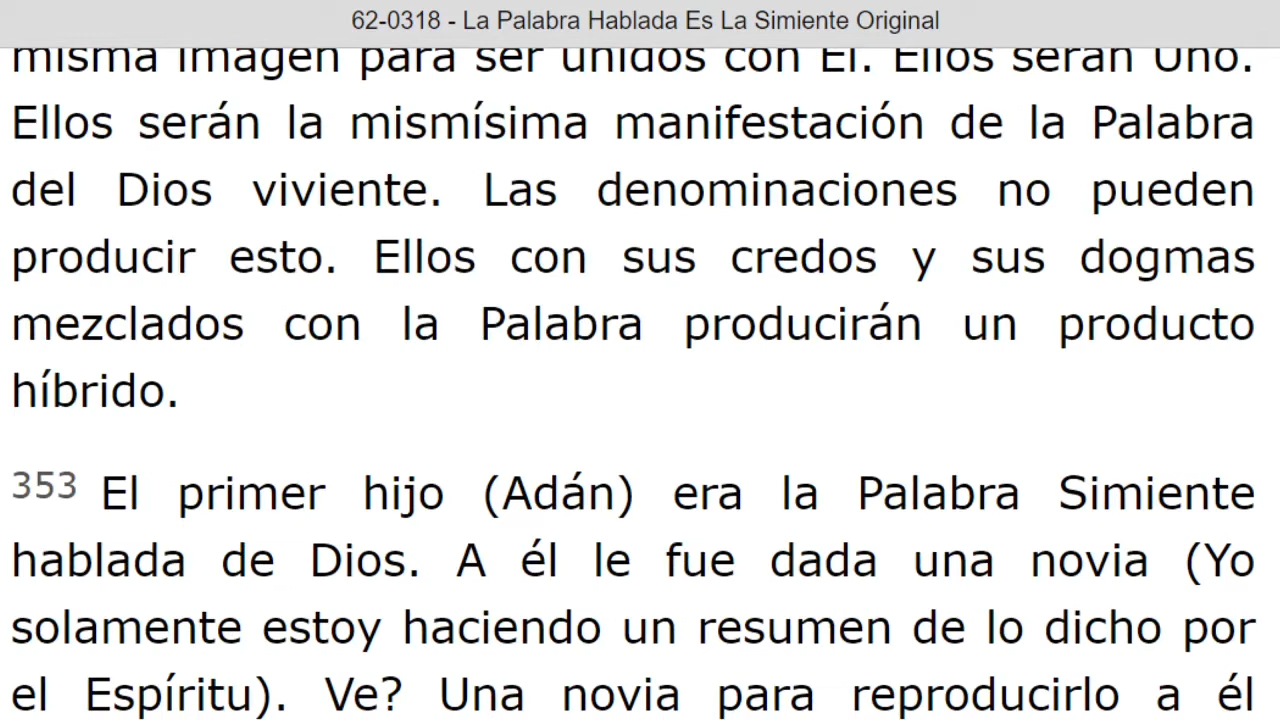 62-0318 - La Palabra Hablada Es La Simiente Original
misma imagen para ser unidos con Él. Ellos serán Uno.
Ellos serán la mismísima manifestación de la Palabra
del Dios viviente. Las denominaciones no pueden
producir esto. Ellos con sus credos y sus dogmas
mezclados con la Palabra producirán un producto
híbrido.
353 El primer hijo (Adán) era la Palabra Simiente
hablada de Dios. A él le fue dada una novia (Yo
solamente estoy haciendo un resumen de lo dicho por
el Espíritu). Ve? Una novia para reproducirlo a él